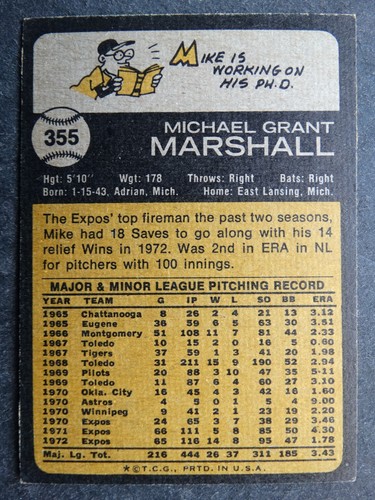 MIKE IS
WORKING ON
HIS PH.D.
355
MICHAEL GRANT
MARSHALL
Hgt: 5'10" Wgt: 178 Throws: Right Bats: Right
Born: 1-15-43, Adrian, Mich. Home: East Lansing, Mich.
The Expos' top fireman the past two seasons,
Mike had 18 Saves to go along with his 14
relief Wins in 1972. Was 2nd in ERA in NL
for pitchers with 100 innings.
MAJOR & MINOR LEAGUE PITCHING RECORD
YEAR TEAM G IP W L SO BB ERA
1965 Chattanooga 8 26 2 4 21 13 3.12
1965 Eugene 36 63 5 6 63 30 3.51
1966 Montgomery 51 108 11 7 81 44 2.33
1967 Toledo 10 15 2 0 16 5 0.60
1967 Tigers 37 59 1 3 41 20 1.98
1968 Toledo 31 211 15 9 190 52 2.94
1969 Pilots 20 88 3 10 47 35 5.11
1969 Toledo 11 87 6 4 60 27 3.10
1970 Okla. City 16 45 4 3 42 16 1.60
1970 Astros 4 5 0 1 5 4 9.00
1970 Winnipeg 9 41 2 1 23 19 2.20
1970 Expos 24 65 3 7 38 29 3.46
1971 Expos 66 111 5 8 85 50 4.30
1972 Expos 65 116 14 8 95 47 1.78
Maj. Lg. Tot. 216 444 26 37 311 185 3.43
*©T.C.G., PRTD. IN U.S.A.